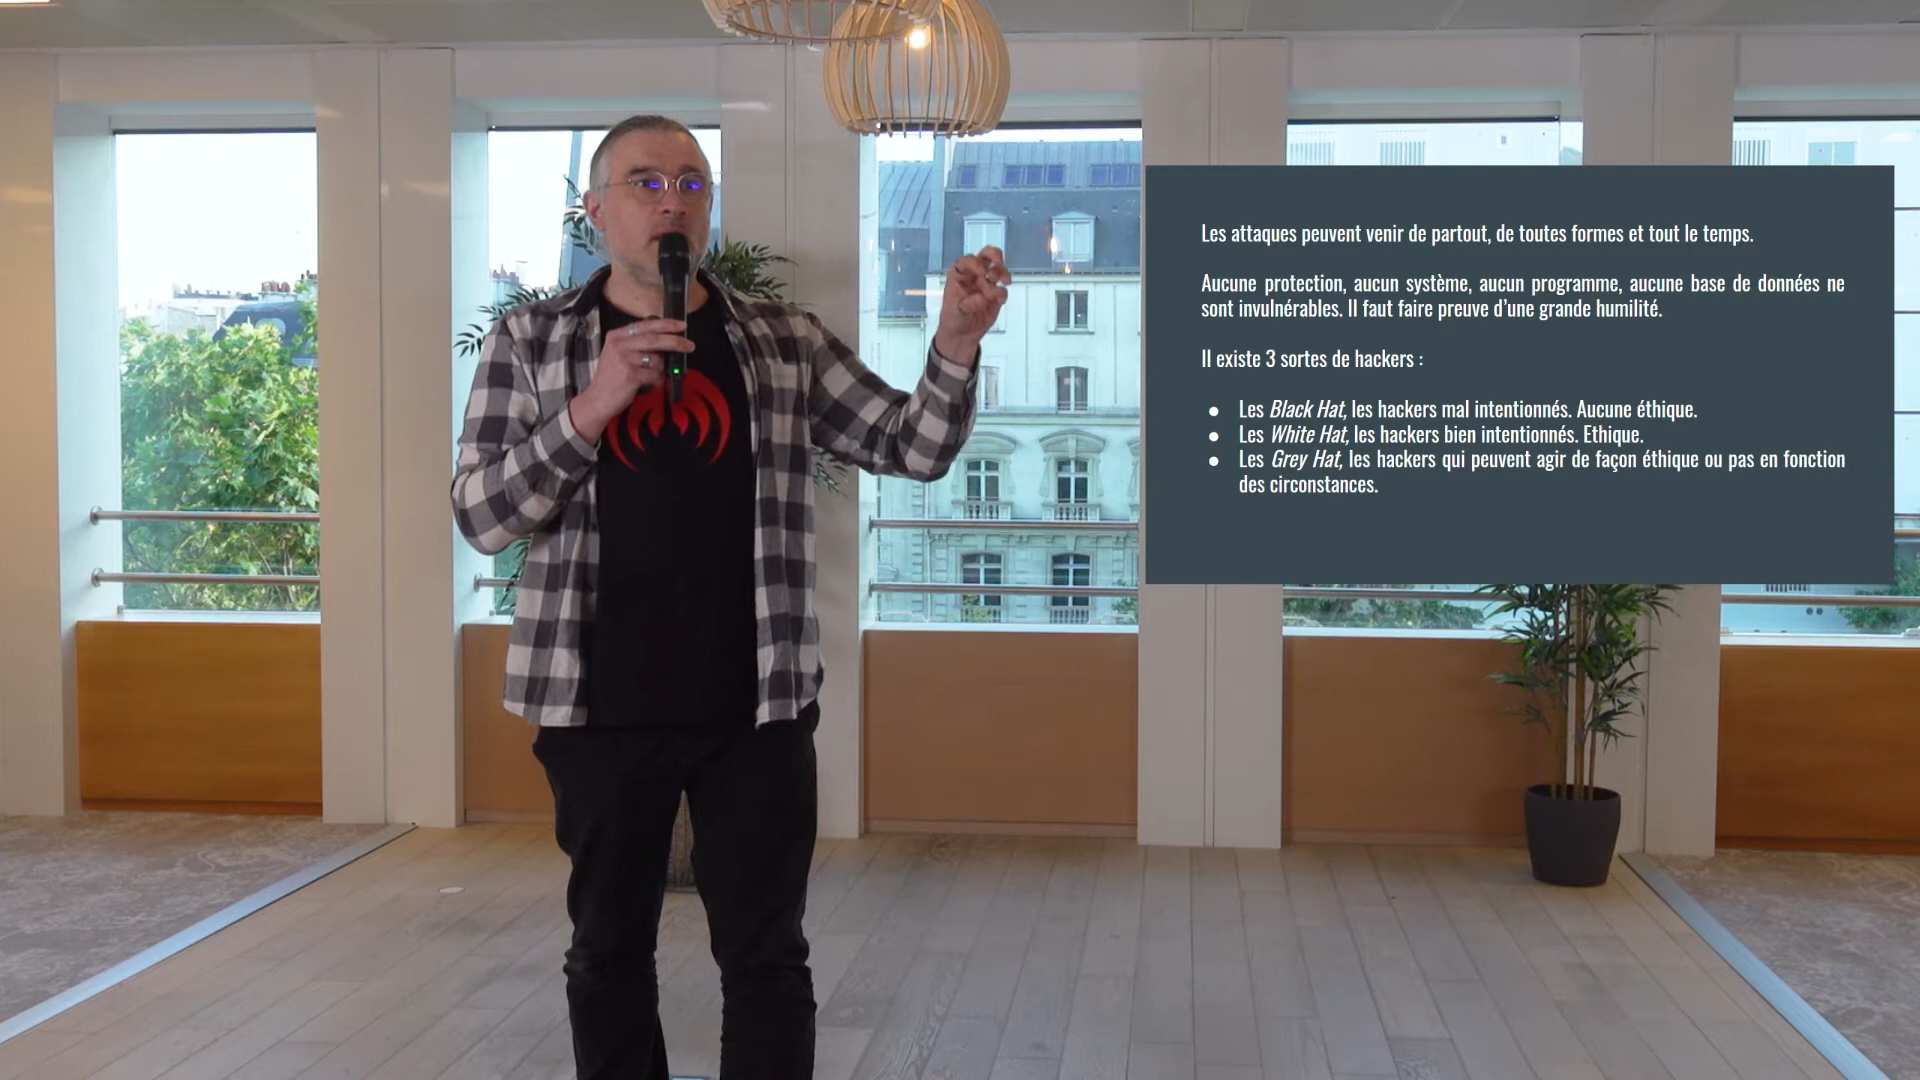 Les attaques peuvent venir de partout, de toutes formes et tout le temps.
Aucune protection, aucun système, aucun programme, aucune base de données ne
sont invulnérables. Il faut faire preuve d’une grande humilité.
Il existe 3 sortes de hackers :
● Les Black Hat, les hackers mal intentionnés. Aucune éthique.
● Les White Hat, les hackers bien intentionnés. Ethique.
● Les Grey Hat, les hackers qui peuvent agir de façon éthique ou pas en fonction
des circonstances.